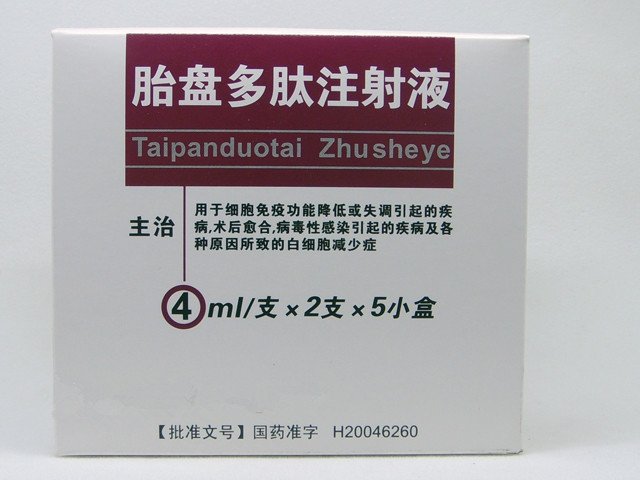 胎盘多肽注射液
Taipanduotai Zhusheye
主治
用于细胞免疫功能降低或失调引起的疾
病,术后愈合,病毒性感染引起的疾病及各
种原因所致的白细胞减少症
4ml/支×2支×5小盒
【批准文号】国药准字 H20046260